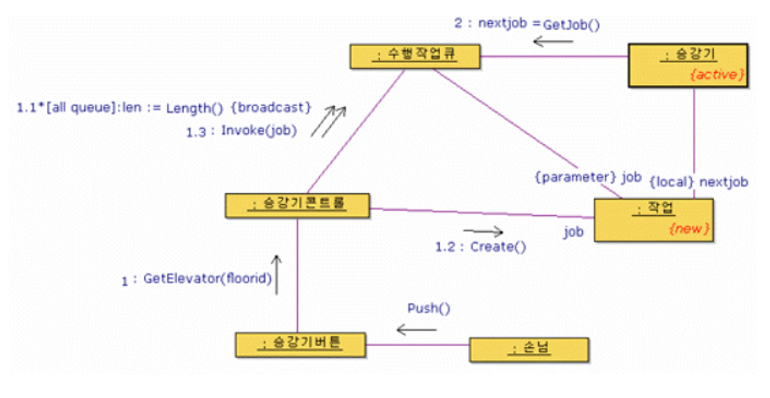 2 : nextjob =GetJob()
: 수행작업큐
: 승강기
{active}
1.1*[all queue]:len := Length() {broadcast}
1.3 : Invoke(job)
{parameter} job
{local} nextjob
: 승강기콘트롤
: 작업
{new}
job
1.2 : Create()
1 : GetElevator(floorid)
Push()
: 승강기버튼
: 손님